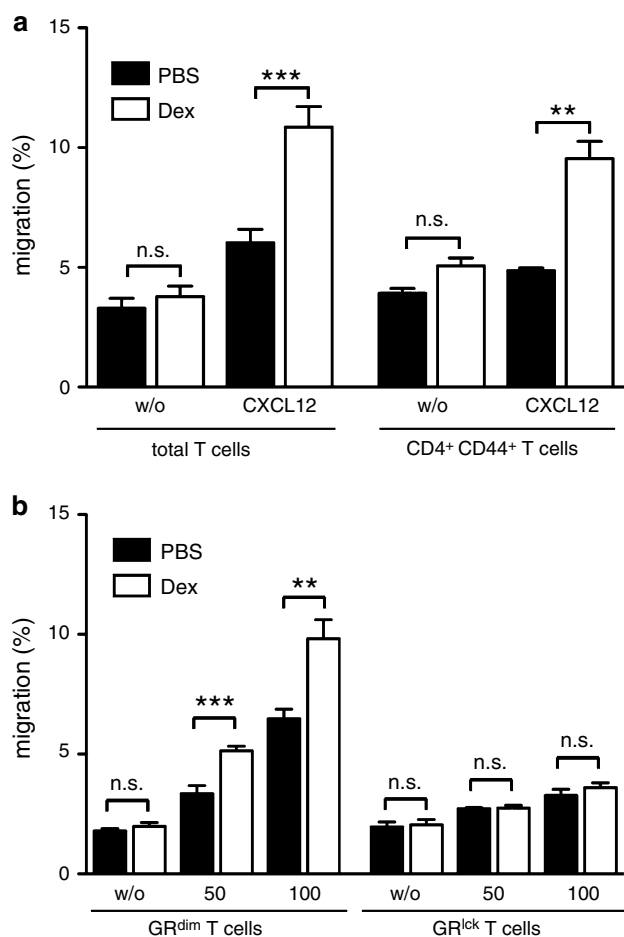 a
15
PBS
Dex
***
**
10
migration (%)
n.s.
n.s.
5
0
w/o
CXCL12
w/o
CXCL12
total T cells
CD4+ CD44+ T cells
b
15
PBS
Dex
**
10
migration (%)
***
5
n.s.
n.s.
n.s.
n.s.
0
w/o
50
100
w/o
50
100
GRdim T cells
GRlck T cells